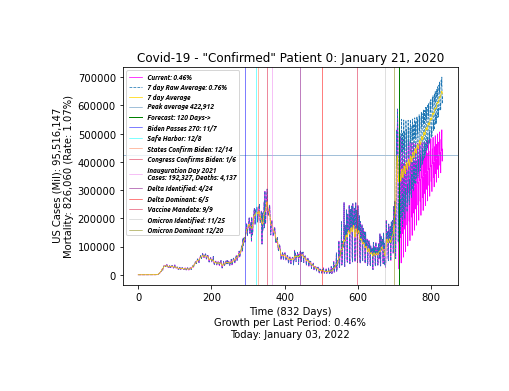 Covid-19 - "Confirmed" Patient 0: January 21, 2020
US Cases (Mil): 95,516,147
Mortality: 826,060 (Rate: 1.07%)
700000
600000
500000
400000
300000
200000
100000
0
Current: 0.46%
7 day Raw Average: 0.76%
7 day Average
Peak average 422,912
Forecast: 120 Days->
Biden Passes 270: 11/7
Safe Harbor: 12/8
States Confirm Biden: 12/14
Congress Confirms Biden: 1/6
Inauguration Day 2021
Cases: 192,327, Deaths: 4,137
Delta Identified: 4/24
Delta Dominant: 6/5
Vaccine Mandate: 9/9
Omicron Identified: 11/25
Omicron Dominant 12/20
0 200 400 600 800
Time (832 Days)
Growth per Last Period: 0.46%
Today: January 03, 2022